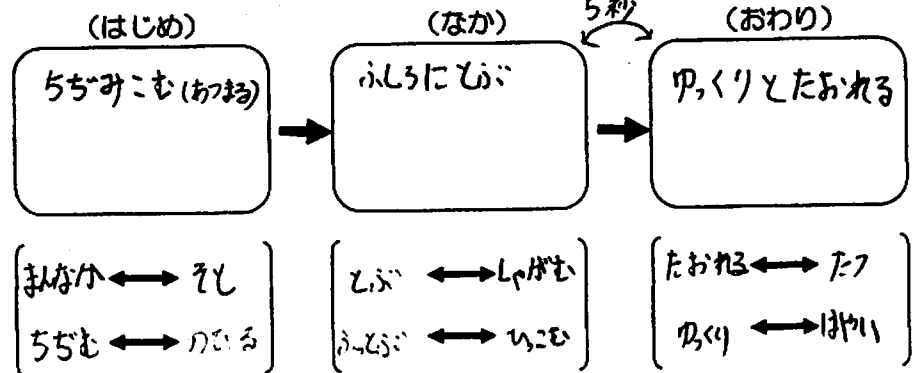 (はじめ)
(なか)
5秒
(おわり)
ちぢみこむ(あつまる)
ふしろにとぶ
ゆっくりとたおれる
まんなか ↔ そと
ちぢむ ↔ のびる
とぶ ↔ しゃがむ
ふっとぶ ↔ ひっこむ
たおれる ↔ たつ
ゆっくり ↔ はやい